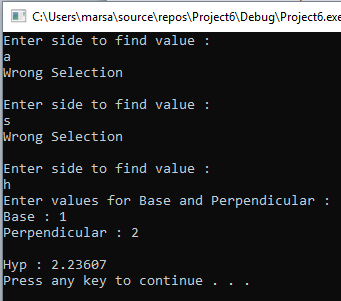 C:\Users\marsa\source\repos\Project6\Debug\Project6.exe
Enter side to find value :
a
Wrong Selection
Enter side to find value :
s
Wrong Selection
Enter side to find value :
h
Enter values for Base and Perpendicular :
Base : 1
Perpendicular : 2
Hyp : 2.23607
Press any key to continue . . .